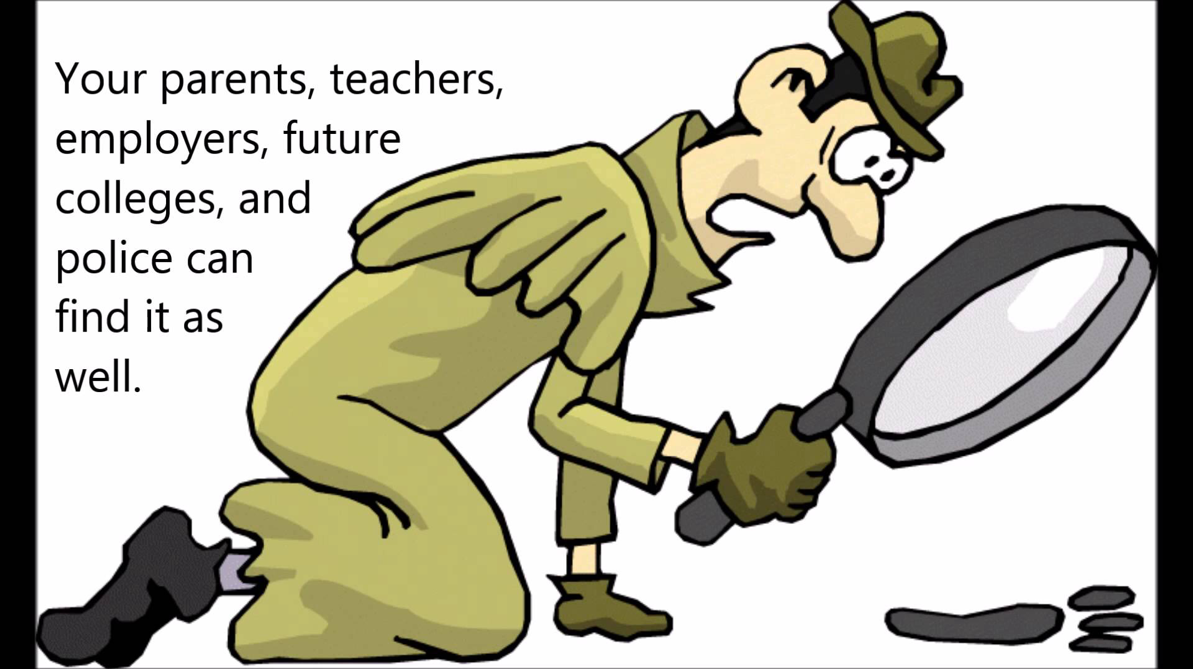 Your parents, teachers,
employers, future
colleges, and
police can
find it as
well.